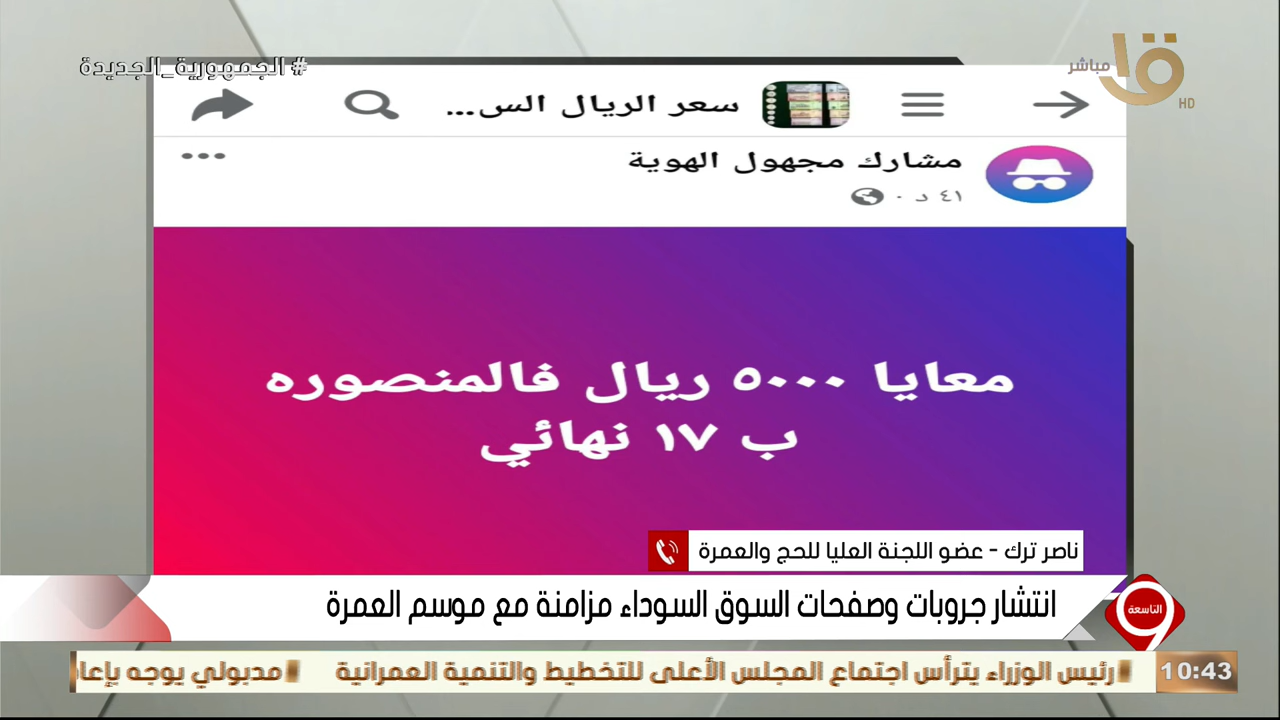 #الجمهورية_الجديدة
مباشر
HD
سعر الريال الس...
مشارك مجهول الهوية
٤١ د ·
معايا ٥٠٠٠ ريال فالمنصوره
ب ١٧ نهائي
ناصر ترك - عضو اللجنة العليا للحج والعمرة
انتشار جروبات وصفحات السوق السوداء مزامنة مع موسم العمرة
التاسعة
9
رئيس الوزراء يترأس اجتماع المجلس الأعلى للتخطيط والتنمية العمرانية
مدبولي يوجه بإعا
10:43